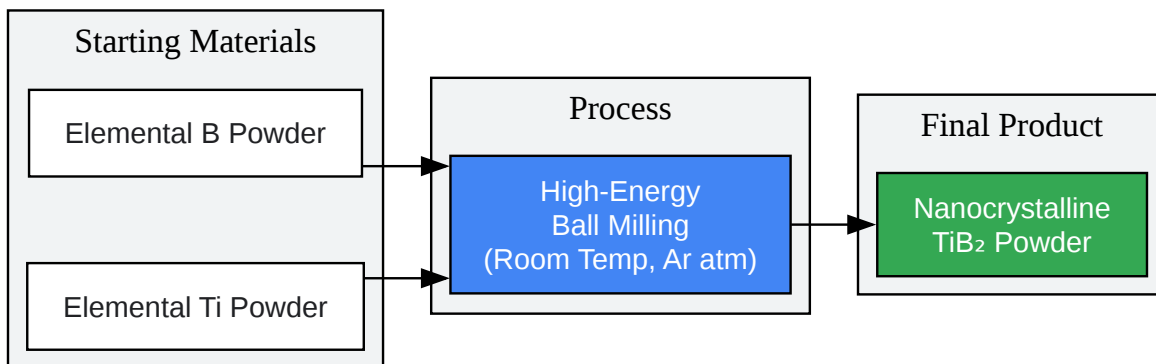 Starting Materials
Elemental B Powder
Elemental Ti Powder
Process
High-Energy
Ball Milling
(Room Temp, Ar atm)
Final Product
Nanocrystalline
TiB₂ Powder